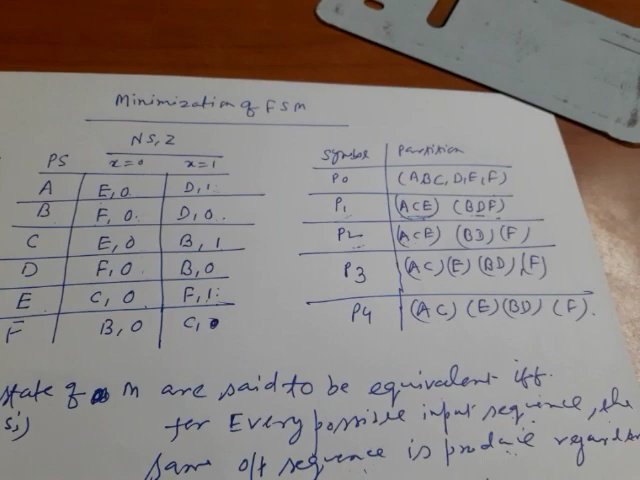 Minimization of FSM
NS, Z
PS x=0 x=1
A E, 0 D, 1
B F, 0 D, 0
C E, 0 B, 1
D F, 0 B, 0
E C, 0 F, 1
F B, 0 C, 0
Symbol Partition
P0 (ABC, D, E, F)
P1 (ACE) (BDF)
P2 (ACE) (BD) (F)
P3 (AC) (E) (BD) (F)
P4 (AC) (E) (BD) (F).
state of M are said to be equivalent iff.
for Every possible input sequence, the
same o/p sequence is produce